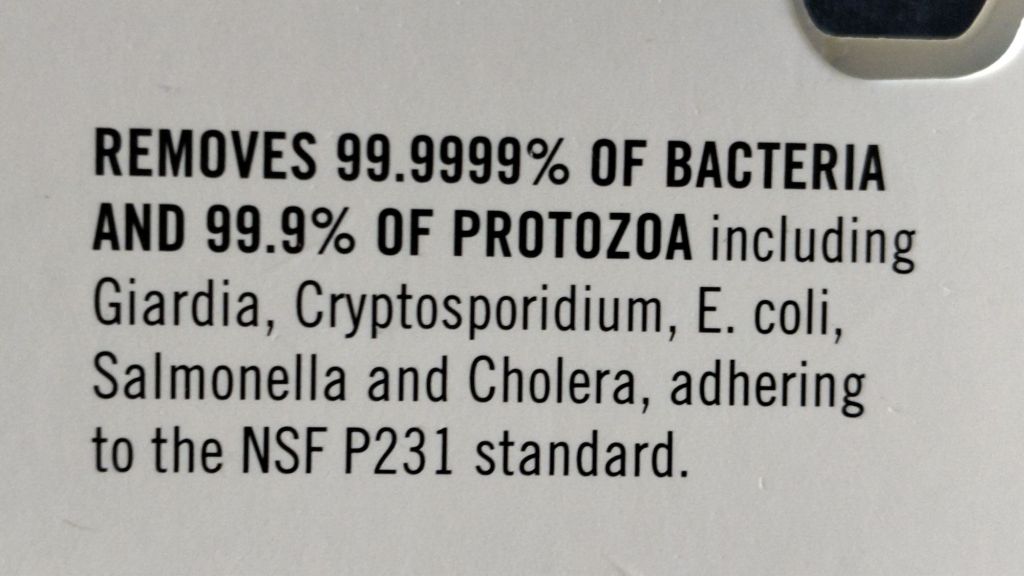 REMOVES 99.9999% OF BACTERIA
AND 99.9% OF PROTOZOA including
Giardia, Cryptosporidium, E. coli,
Salmonella and Cholera, adhering
to the NSF P231 standard.